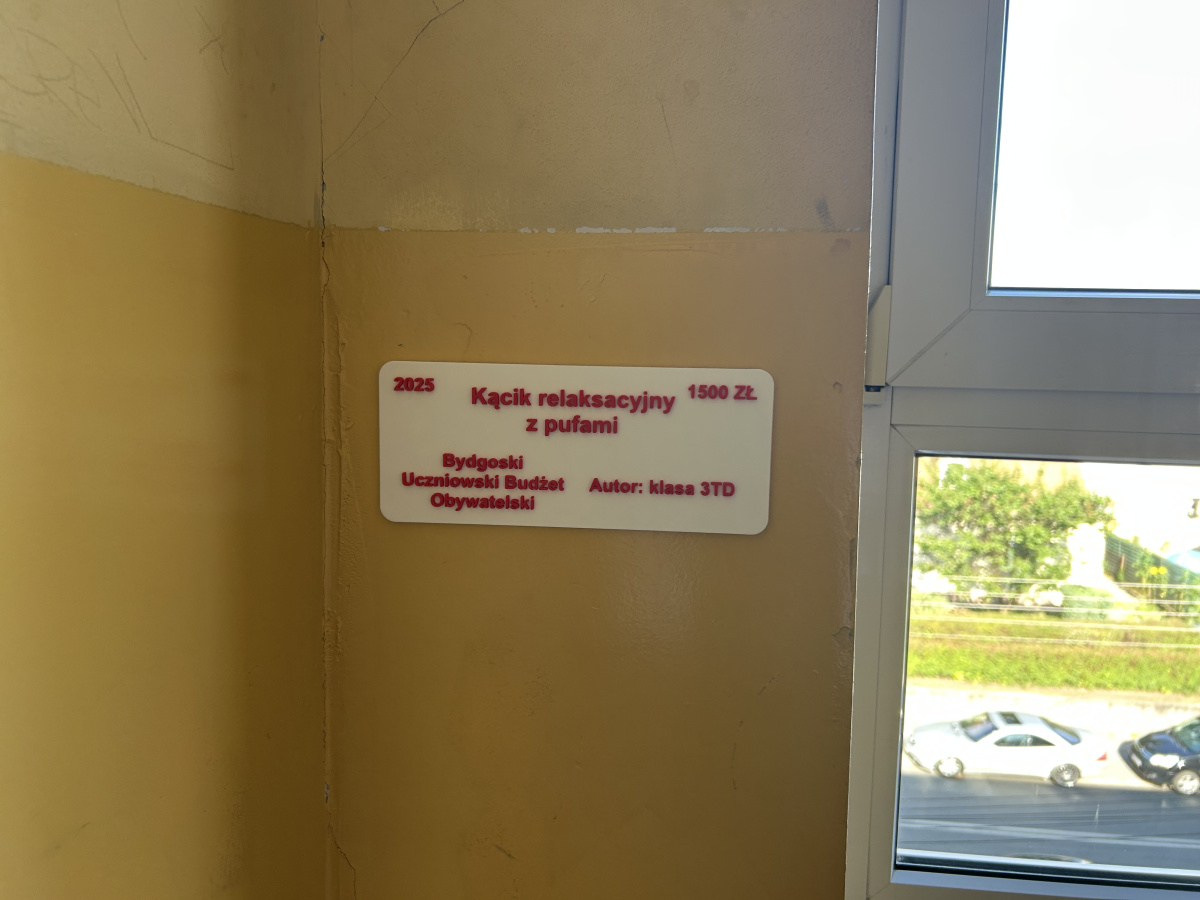 2025
Kącik relaksacyjny
z pufami
1500 ZŁ
Bydgoski
Uczniowski Budżet
Obywatelski
Autor: klasa 3TD